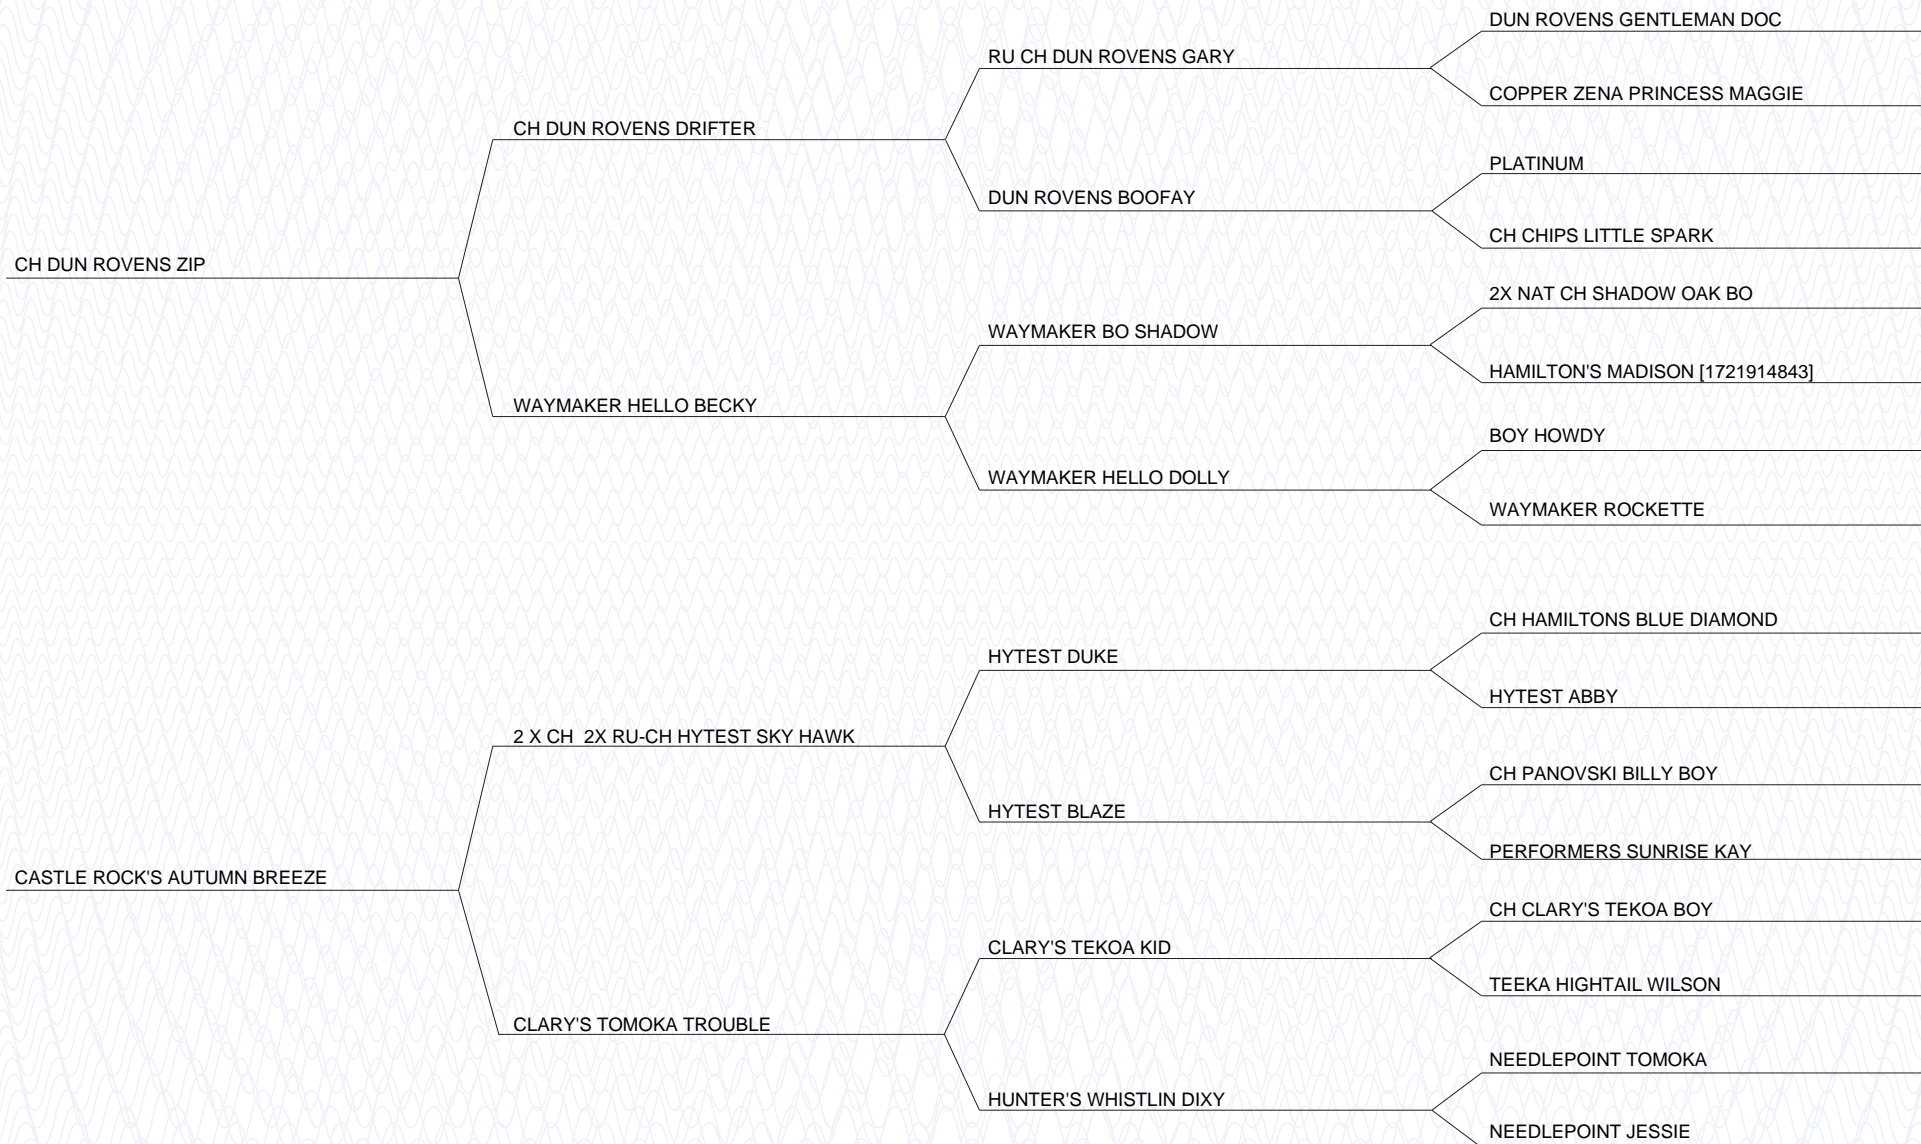 DUN ROVENS GENTLEMAN DOC
RU CH DUN ROVENS GARY
COPPER ZENA PRINCESS MAGGIE
CH DUN ROVENS DRIFTER
PLATINUM
DUN ROVENS BOOFAY
CH CHIPS LITTLE SPARK
CH DUN ROVENS ZIP
2X NAT CH SHADOW OAK BO
WAYMAKER BO SHADOW
HAMILTON'S MADISON [1721914843]
WAYMAKER HELLO BECKY
BOY HOWDY
WAYMAKER HELLO DOLLY
WAYMAKER ROCKETTE
CH HAMILTONS BLUE DIAMOND
HYTEST DUKE
HYTEST ABBY
2 X CH  2X RU-CH HYTEST SKY HAWK
CH PANOVSKI BILLY BOY
HYTEST BLAZE
PERFORMERS SUNRISE KAY
CASTLE ROCK'S AUTUMN BREEZE
CH CLARY'S TEKOA BOY
CLARY'S TEKOA KID
TEEKA HIGHTAIL WILSON
CLARY'S TOMOKA TROUBLE
NEEDLEPOINT TOMOKA
HUNTER'S WHISTLIN DIXY
NEEDLEPOINT JESSIE